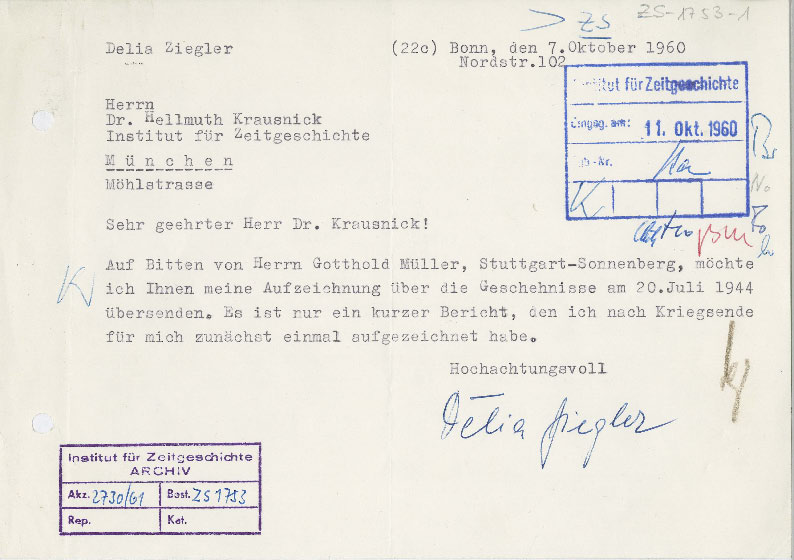 ZS
ZS-1753-1
Delia Ziegler
(22c) Bonn, den 7.Oktober 1960
Nordstr.102
Herrn
Dr. Hellmuth Krausnick
Institut für Zeitgeschichte
M ü n c h e n
Möhlstrasse
Institut für Zeitgeschichte
Eingeg. am: 11. Okt. 1960
Nr.
K
Sehr geehrter Herr Dr. Krausnick!
Auf Bitten von Herrn Gotthold Müller, Stuttgart-Sonnenberg, möchte
ich Ihnen meine Aufzeichnung über die Geschehnisse am 20.Juli 1944
übersenden. Es ist nur ein kurzer Bericht, den ich nach Kriegsende
für mich zunächst einmal aufgezeichnet habe.
Hochachtungsvoll
Delia Ziegler
Institut für Zeitgeschichte
ARCHIV
Akz. 2730/61 Best. ZS 1753
Rep. Kat.